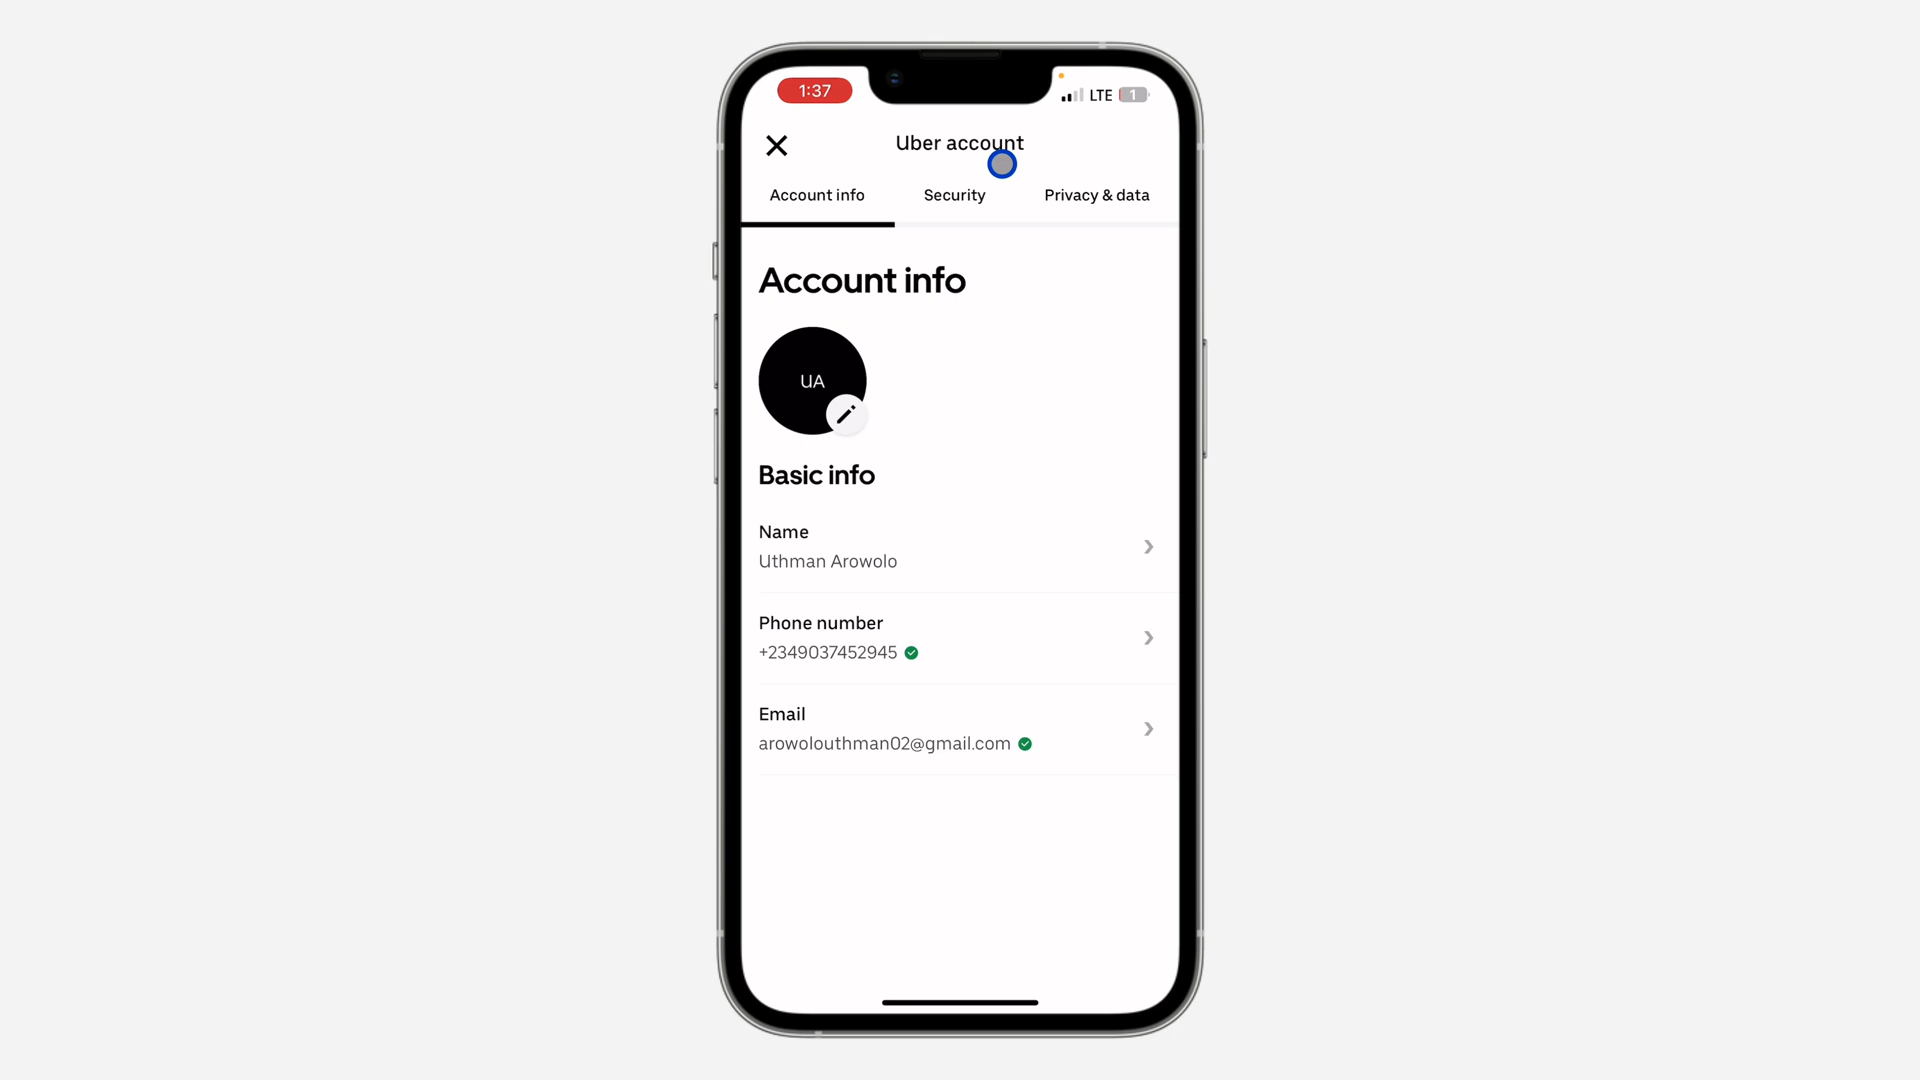 1:37
LTE 1
Uber account
Account info Security Privacy & data
Account info
UA
Basic info
Name
Uthman Arowolo
Phone number
+2349037452945
Email
arowolouthman02@gmail.com